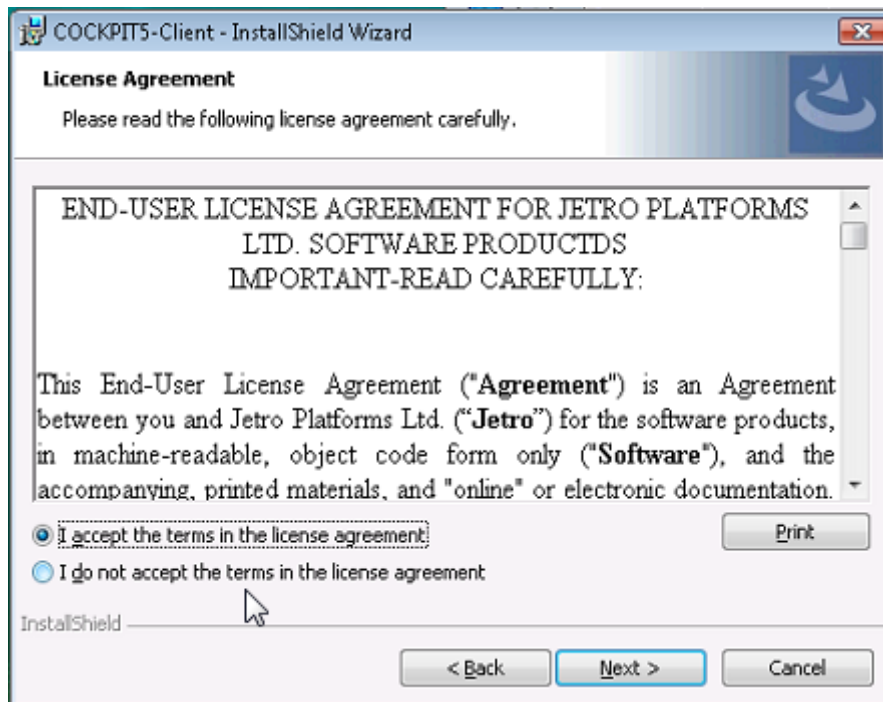 COCKPIT5-Client - InstallShield Wizard
License Agreement
Please read the following license agreement carefully.
END-USER LICENSE AGREEMENT FOR JETRO PLATFORMS
LTD. SOFTWARE PRODUCTDS
IMPORTANT-READ CAREFULLY:
This End-User License Agreement ("Agreement") is an Agreement
between you and Jetro Platforms Ltd. (“Jetro”) for the software products,
in machine-readable, object code form only ("Software"), and the
accompanying, printed materials, and "online" or electronic documentation.
I accept the terms in the license agreement
Print
I do not accept the terms in the license agreement
InstallShield
< Back Next > Cancel